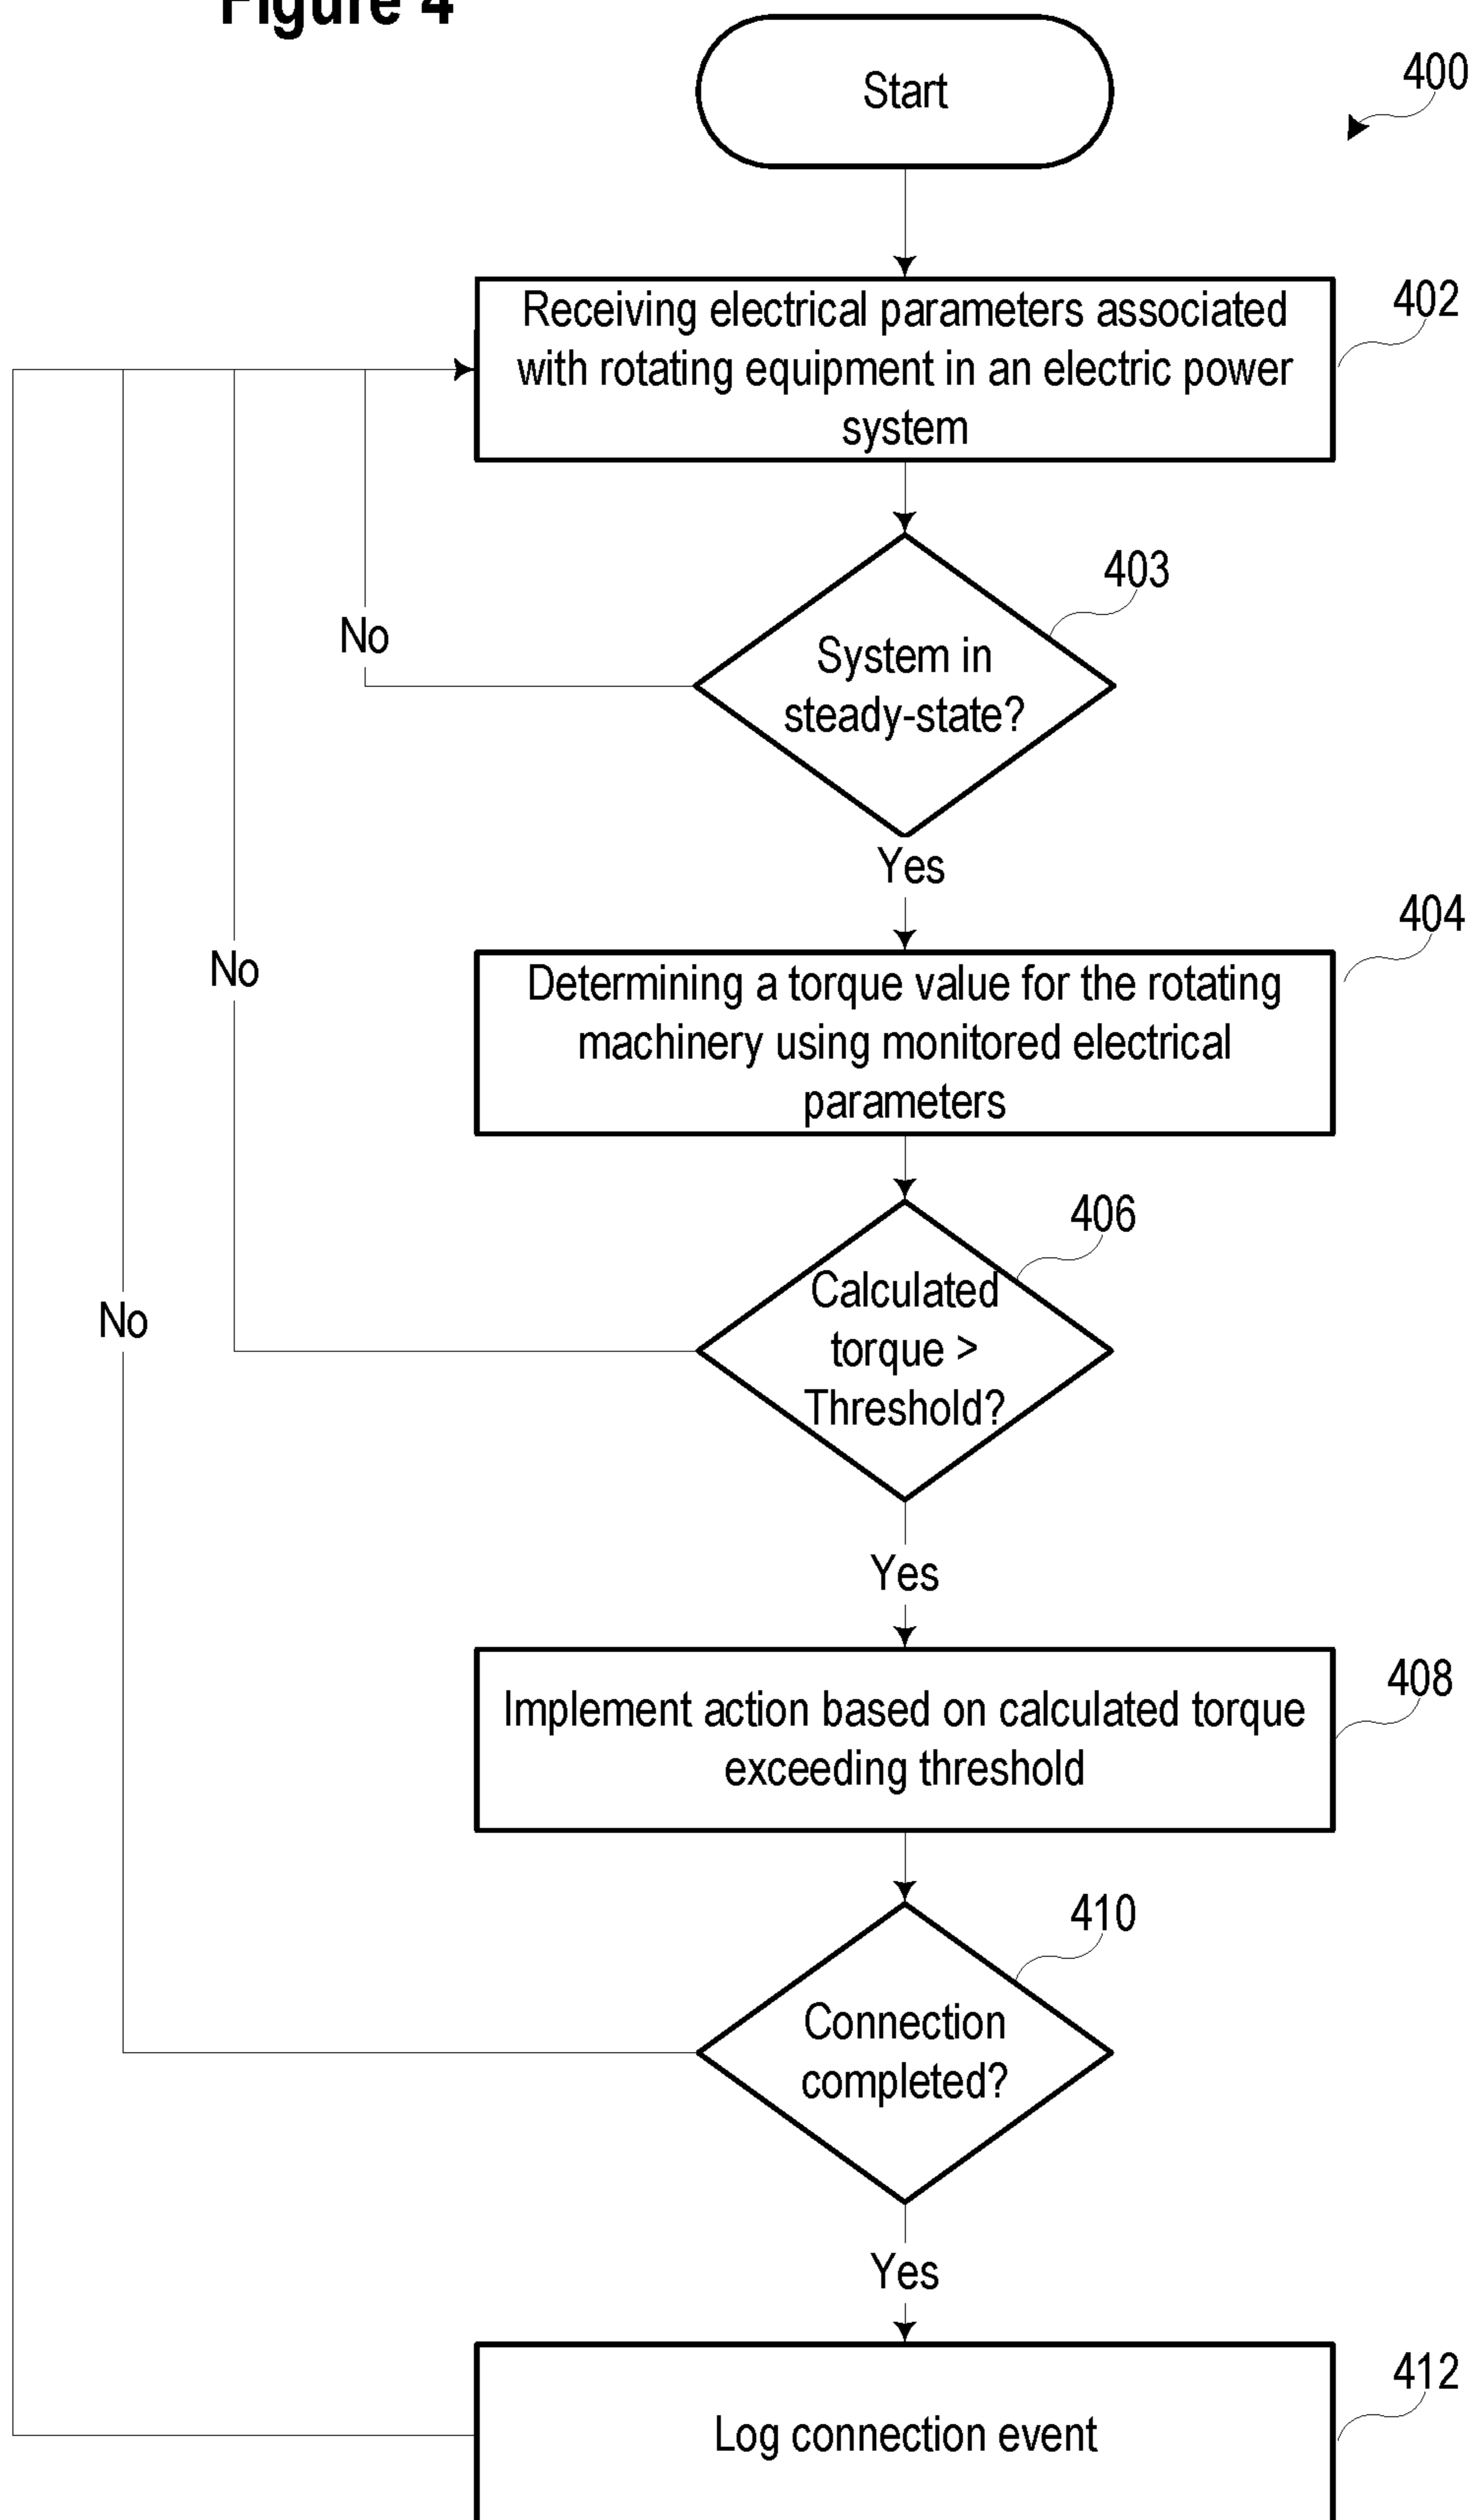 Figure 4
Start
400
Receiving electrical parameters associated
with rotating equipment in an electric power
system
402
403
System in
steady-state?
No
Yes
404
Determining a torque value for the rotating
machinery using monitored electrical
parameters
No
406
Calculated
torque >
Threshold?
No
Yes
Implement action based on calculated torque
exceeding threshold
408
410
Connection
completed?
Yes
412
Log connection event